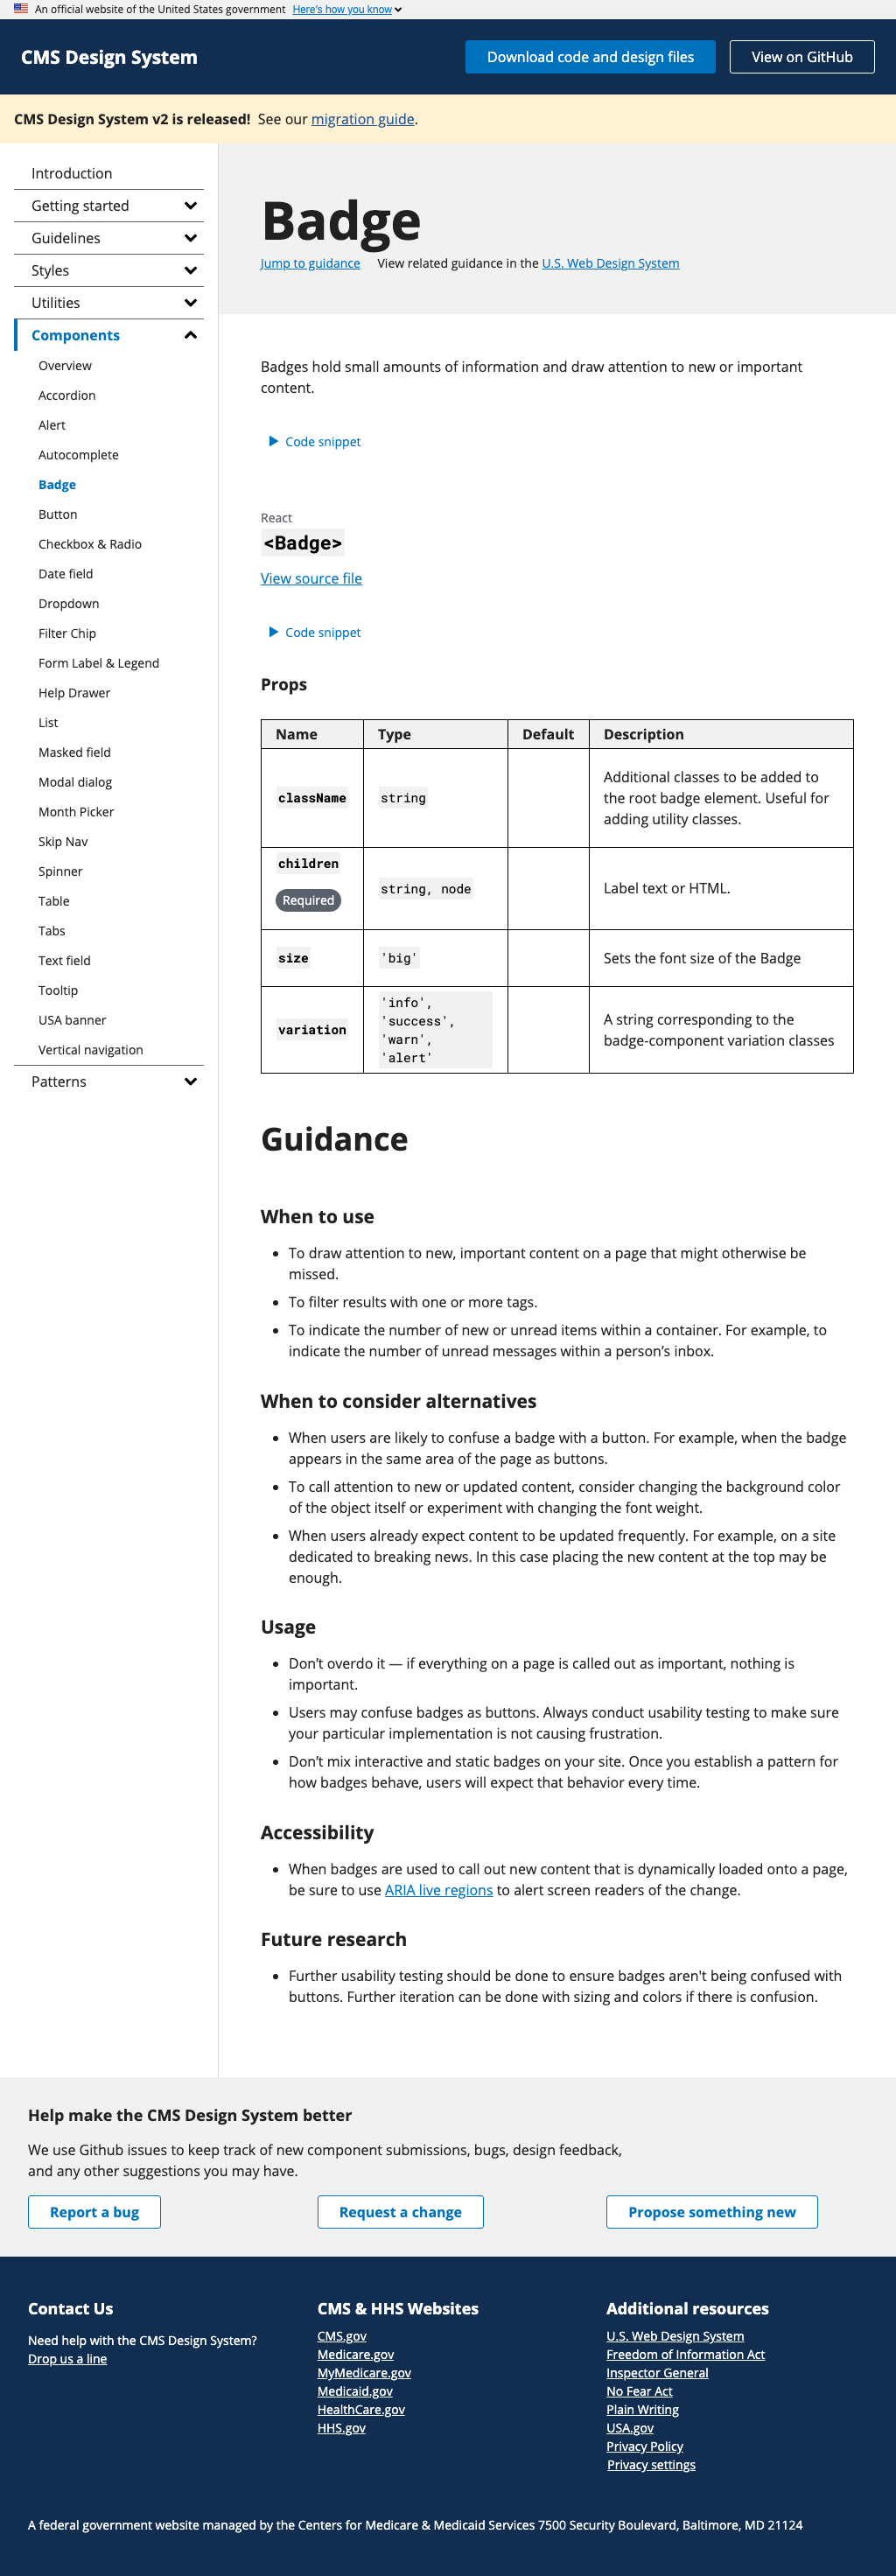 An official website of the United States government Here's how you know
CMS Design System
Download code and design files
View on GitHub
CMS Design System v2 is released! See our migration guide.
Introduction
Getting started
Guidelines
Styles
Utilities
Components
Overview
Accordion
Alert
Autocomplete
Badge
Button
Checkbox & Radio
Date field
Dropdown
Filter Chip
Form Label & Legend
Help Drawer
List
Masked field
Modal dialog
Month Picker
Skip Nav
Spinner
Table
Tabs
Text field
Tooltip
USA banner
Vertical navigation
Patterns
Badge
Jump to guidance View related guidance in the U.S. Web Design System
Badges hold small amounts of information and draw attention to new or important
content.
Code snippet
React
<Badge>
View source file
Code snippet
Props
Name Type Default Description
className string Additional classes to be added to
the root badge element. Useful for
adding utility classes.
children
Required
string, node Label text or HTML.
size 'big' Sets the font size of the Badge
variation
'info',
'success',
'warn',
'alert'
A string corresponding to the
badge-component variation classes
Guidance
When to use
To draw attention to new, important content on a page that might otherwise be
missed.
To filter results with one or more tags.
To indicate the number of new or unread items within a container. For example, to
indicate the number of unread messages within a person’s inbox.
When to consider alternatives
When users are likely to confuse a badge with a button. For example, when the badge
appears in the same area of the page as buttons.
To call attention to new or updated content, consider changing the background color
of the object itself or experiment with changing the font weight.
When users already expect content to be updated frequently. For example, on a site
dedicated to breaking news. In this case placing the new content at the top may be
enough.
Usage
Don’t overdo it — if everything on a page is called out as important, nothing is
important.
Users may confuse badges as buttons. Always conduct usability testing to make sure
your particular implementation is not causing frustration.
Don’t mix interactive and static badges on your site. Once you establish a pattern for
how badges behave, users will expect that behavior every time.
Accessibility
When badges are used to call out new content that is dynamically loaded onto a page,
be sure to use ARIA live regions to alert screen readers of the change.
Future research
Further usability testing should be done to ensure badges aren't being confused with
buttons. Further iteration can be done with sizing and colors if there is confusion.
Help make the CMS Design System better
We use Github issues to keep track of new component submissions, bugs, design feedback,
and any other suggestions you may have.
Report a bug
Request a change
Propose something new
Contact Us
Need help with the CMS Design System?
Drop us a line
CMS & HHS Websites
CMS.gov
Medicare.gov
MyMedicare.gov
Medicaid.gov
HealthCare.gov
HHS.gov
Additional resources
U.S. Web Design System
Freedom of Information Act
Inspector General
No Fear Act
Plain Writing
USA.gov
Privacy Policy
Privacy settings
A federal government website managed by the Centers for Medicare & Medicaid Services 7500 Security Boulevard, Baltimore, MD 21124